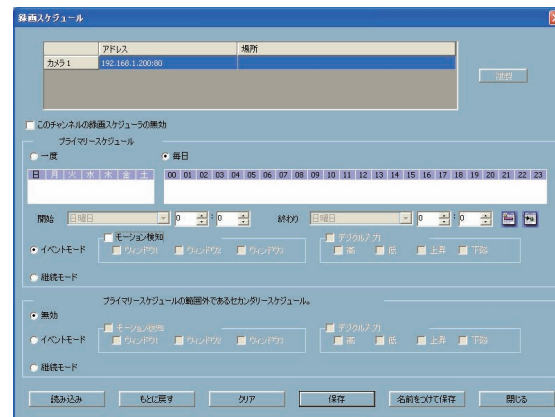 録画スケジュール
アドレス 場所
カメラ1 192.168.1.200:80
このチャンネルの録画スケジューラの無効
プライマリースケジュール
一度 毎日
日 月 火 水 木 金 土 00 01 02 03 04 05 06 07 08 09 10 11 12 13 14 15 16 17 18 19 20 21 22 23
開始 日曜日 0 : 0 終わり 日曜日 0 : 0
イベントモード モーション検知 デジタル入力
ウィンドウ1 ウィンドウ2 ウィンドウ3 高 低 上昇 下降
継続モード
プライマリースケジュールの範囲外であるセカンダリースケジュール。
無効
イベントモード モーション検知 デジタル入力
ウィンドウ1 ウィンドウ2 ウィンドウ3 高 低 上昇 下降
継続モード
読み込み もとに戻す クリア 保存 名前をつけて保存 閉じる